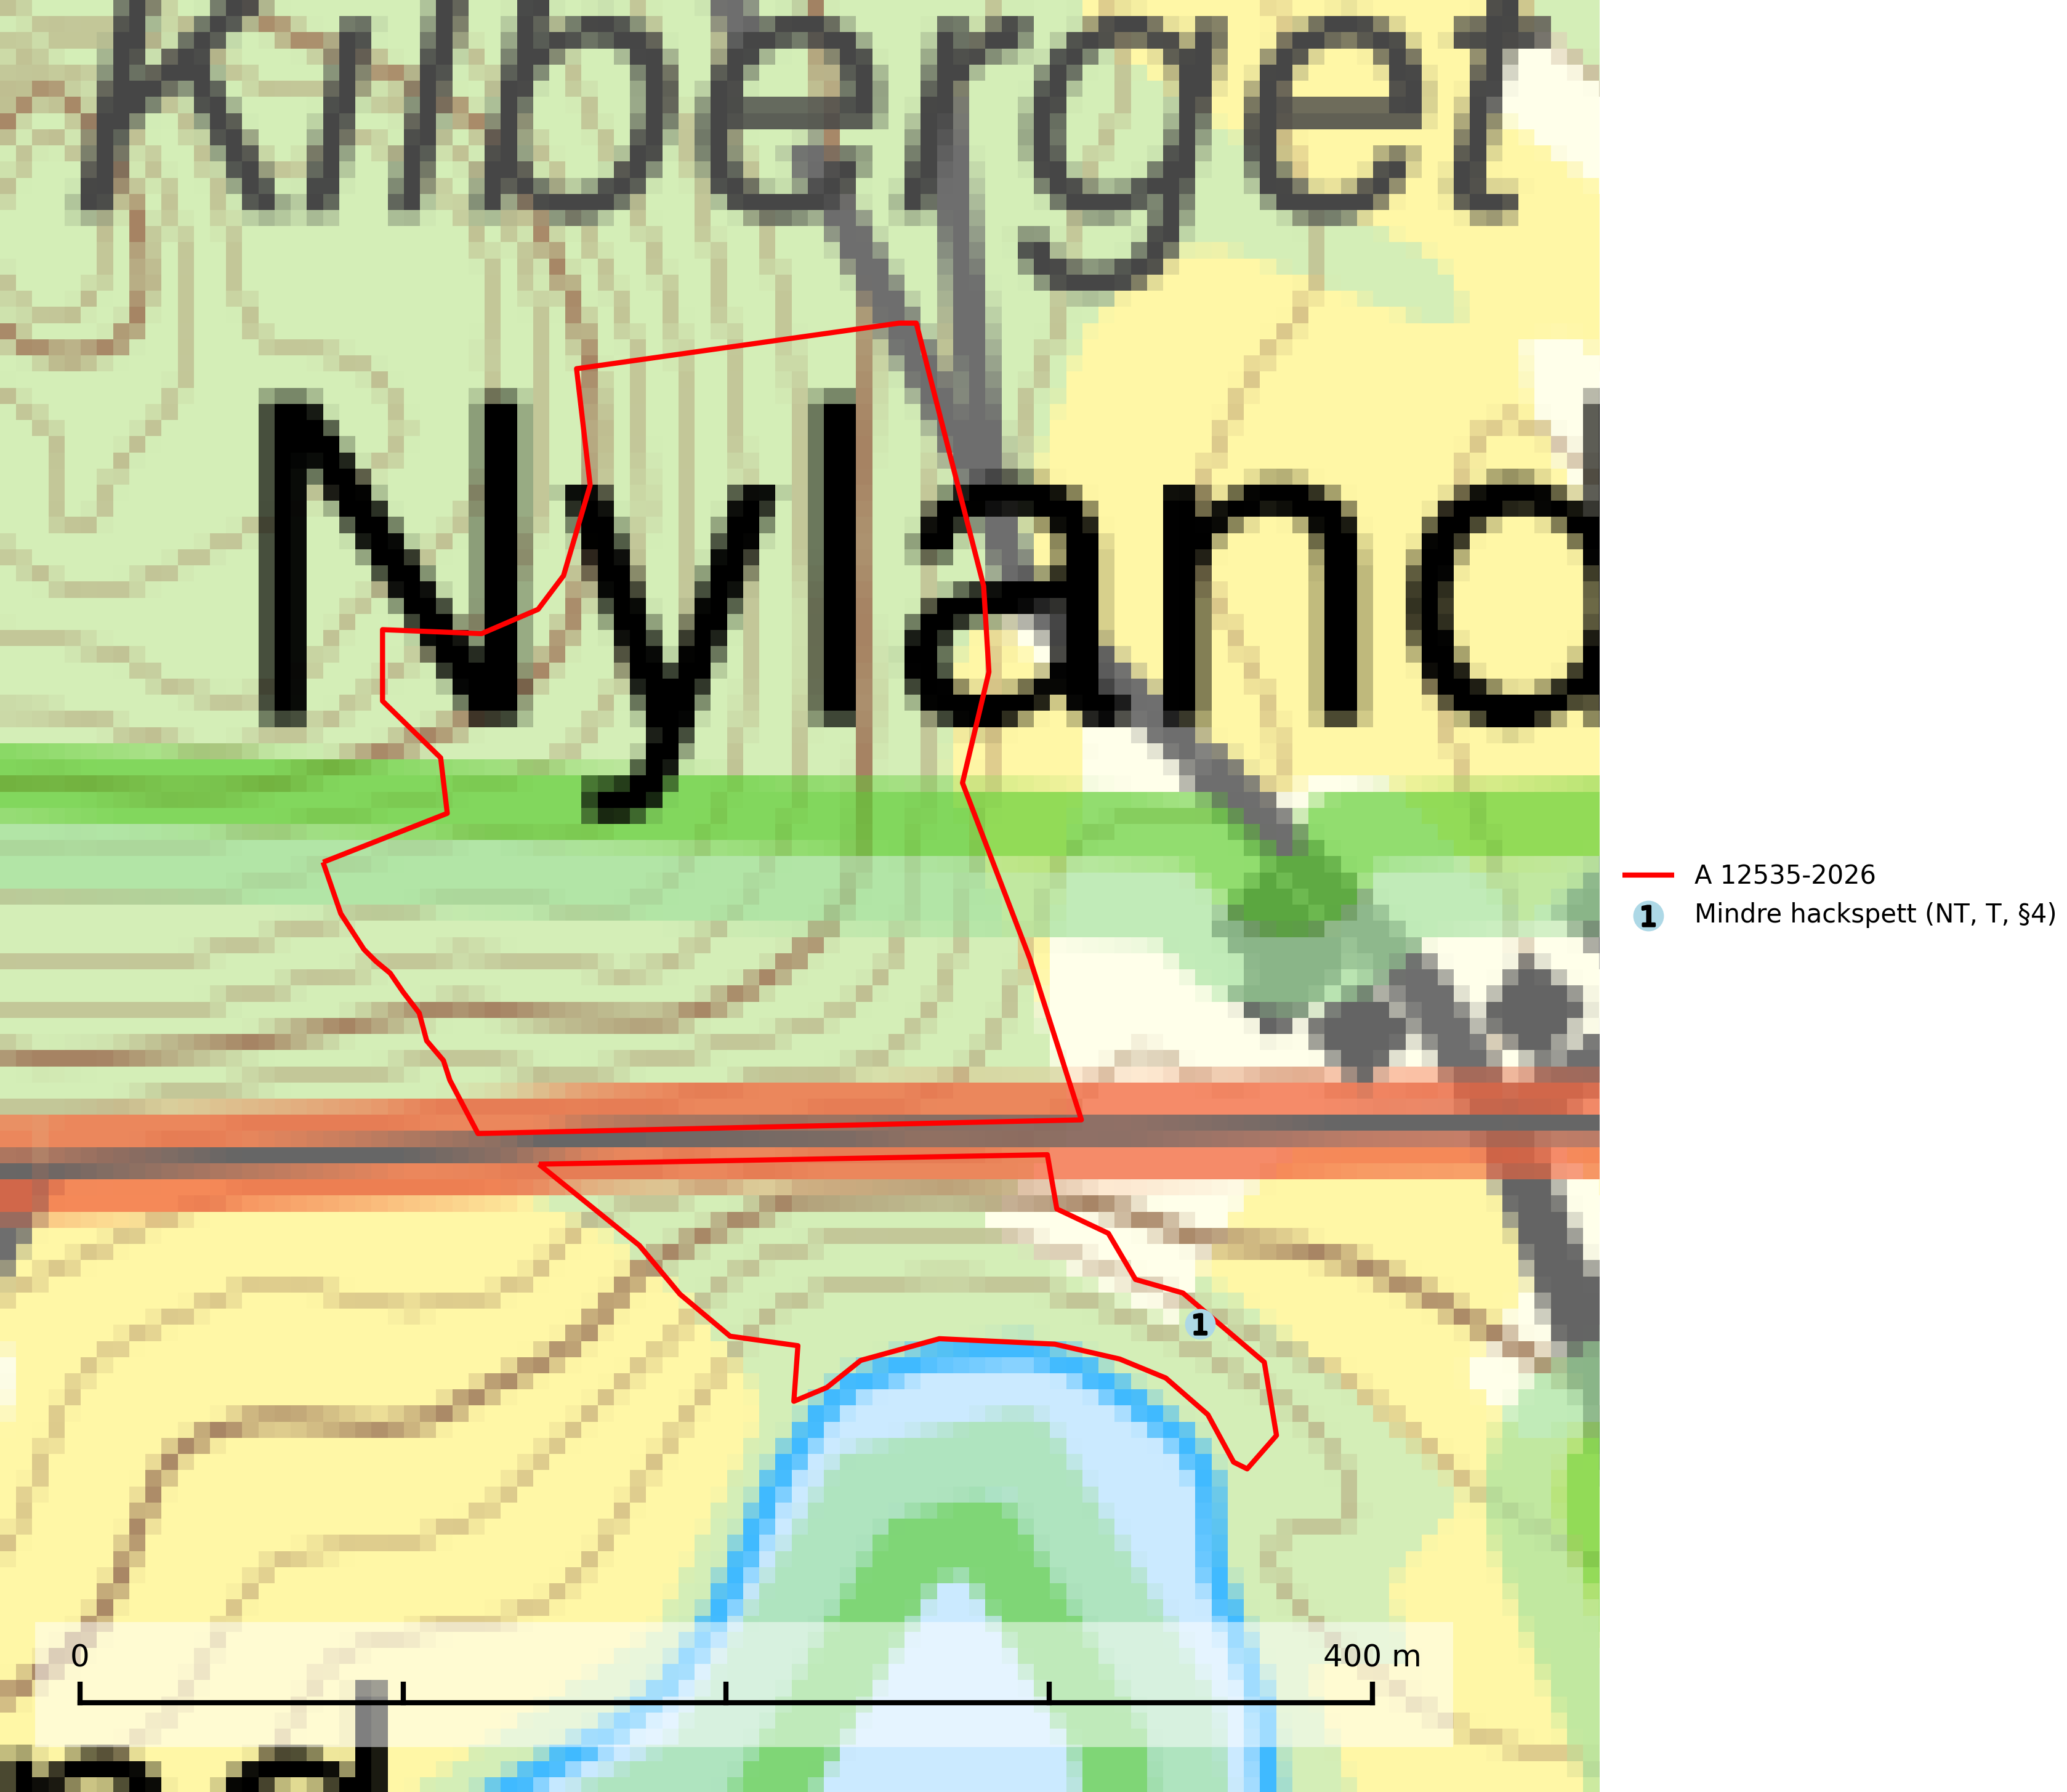 Kilberget
Nyland
A 12535-2026
1 Mindre hackspett (NT, T, §4)
1
0 400 m